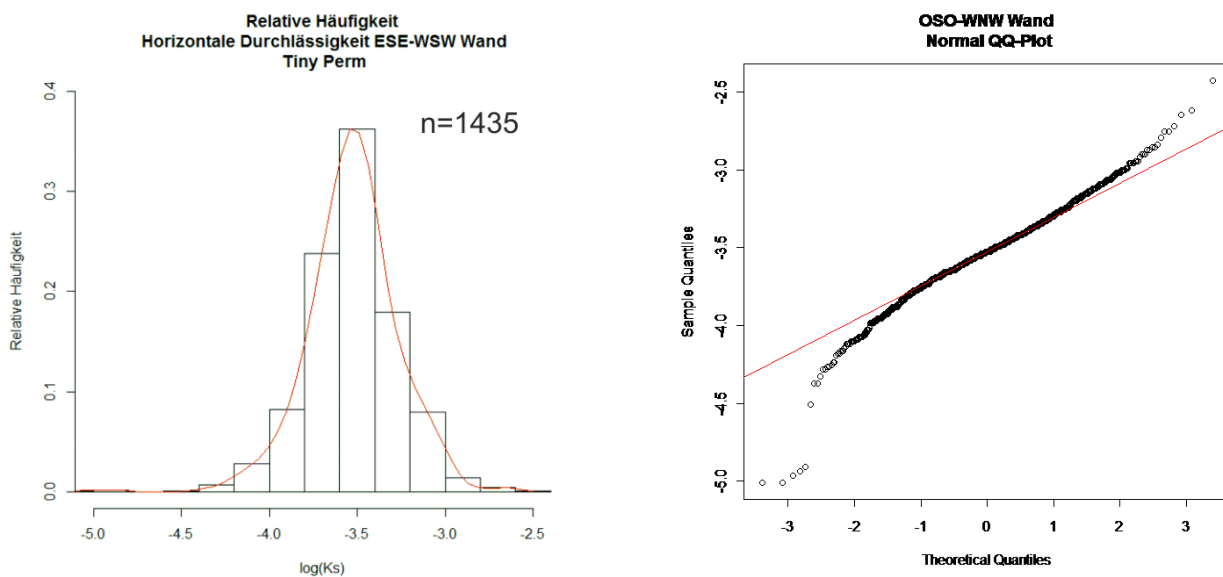 Relative Häufigkeit
Horizontale Durchlässigkeit ESE-WSW Wand
Tiny Perm
n=1435
Relative Häufigkeit
0.4
0.3
0.2
0.1
0.0
-5.0 -4.5 -4.0 -3.5 -3.0 -2.5
log(Ks)
OSO-WNW Wand
Normal QQ-Plot
Sample Quantiles
-2.5
-3.0
-3.5
-4.0
-4.5
-5.0
-3 -2 -1 0 1 2 3
Theoretical Quantiles